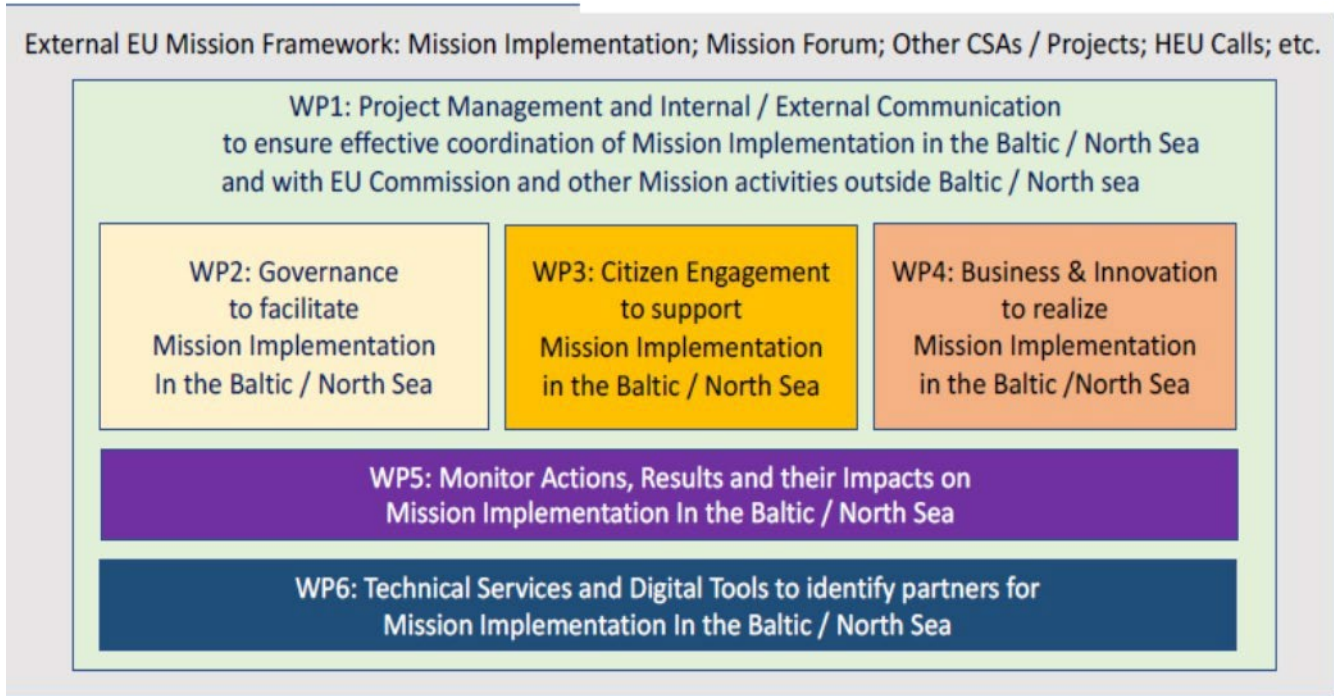 External EU Mission Framework: Mission Implementation; Mission Forum; Other CSAs / Projects; HEU Calls; etc.
WP1: Project Management and Internal / External Communication
to ensure effective coordination of Mission Implementation in the Baltic / North Sea
and with EU Commission and other Mission activities outside Baltic / North sea
WP2: Governance
to facilitate
Mission Implementation
In the Baltic / North Sea
WP3: Citizen Engagement
to support
Mission Implementation
in the Baltic / North Sea
WP4: Business & Innovation
to realize
Mission Implementation
in the Baltic /North Sea
WP5: Monitor Actions, Results and their Impacts on
Mission Implementation In the Baltic / North Sea
WP6: Technical Services and Digital Tools to identify partners for
Mission Implementation In the Baltic / North Sea